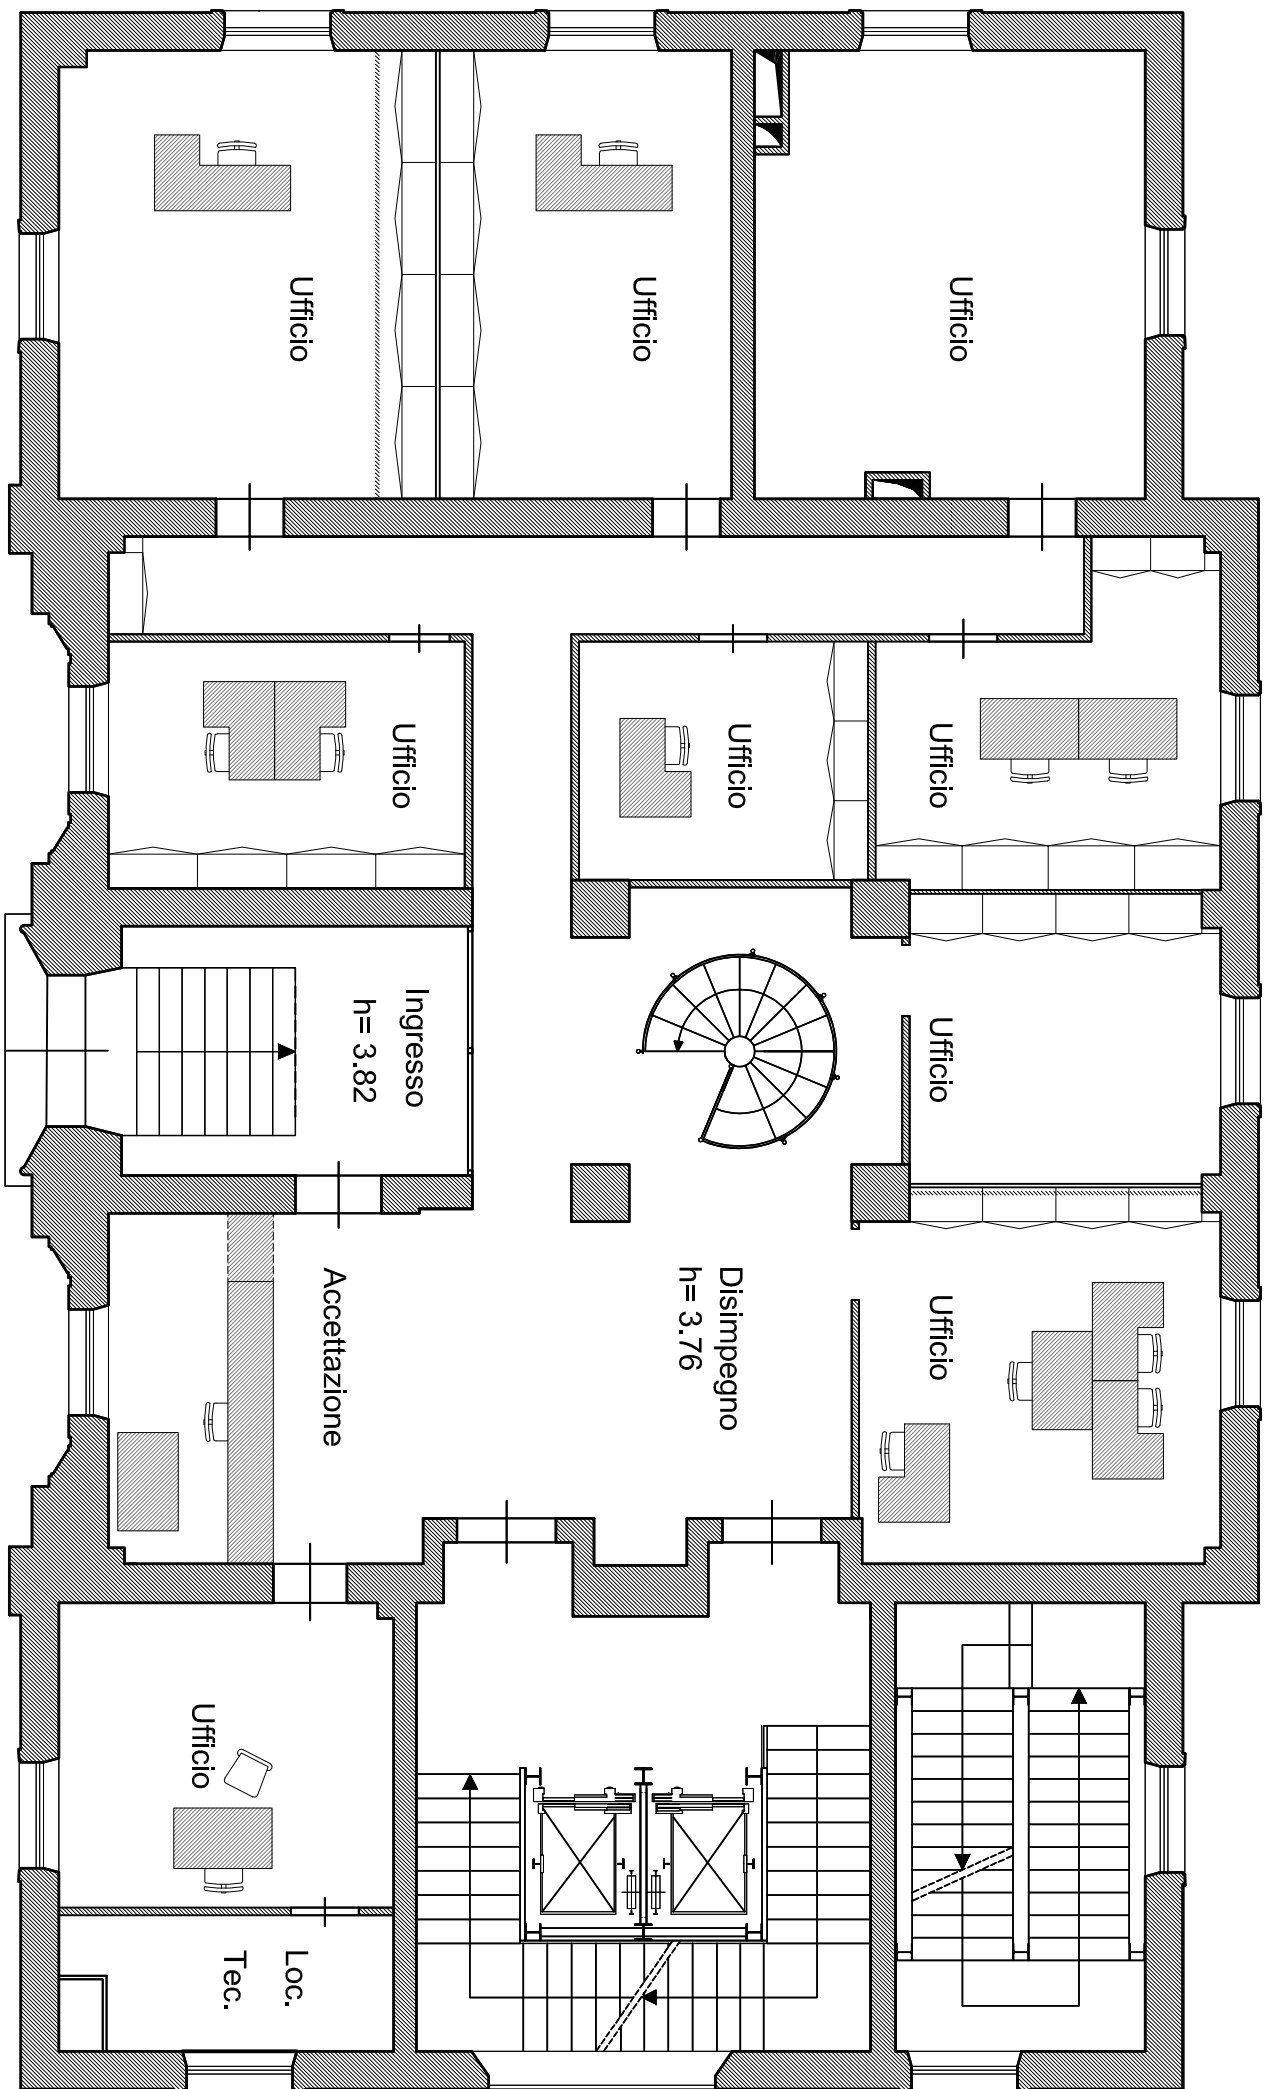 Ufficio
Ufficio
Ufficio
Ufficio
Ufficio
Ufficio
Ingresso
h= 3.82
Ufficio
Accettazione
Disimpegno
h= 3.76
Ufficio
Ufficio
Loc.
Tec.